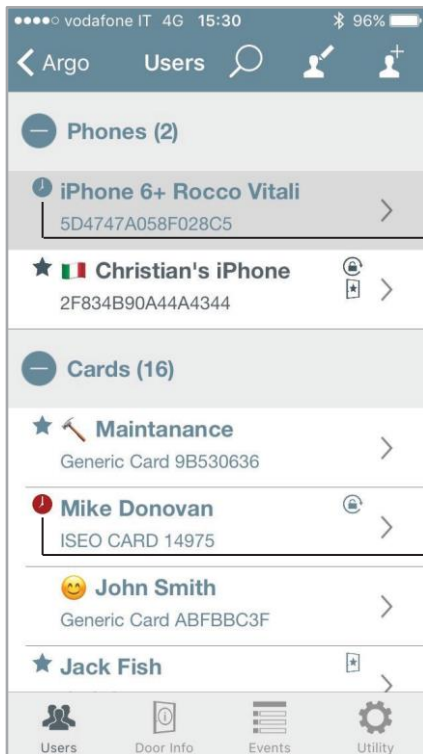 vodafone IT 4G 15:30 96%
Argo Users
Phones (2)
iPhone 6+ Rocco Vitali
5D4747A058F028C5
Christian's iPhone
2F834B90A44A4344
Cards (16)
Maintanance
Generic Card 9B530636
Mike Donovan
ISEO CARD 14975
John Smith
Generic Card ABFBBC3F
Jack Fish
Users Door Info Events Utility